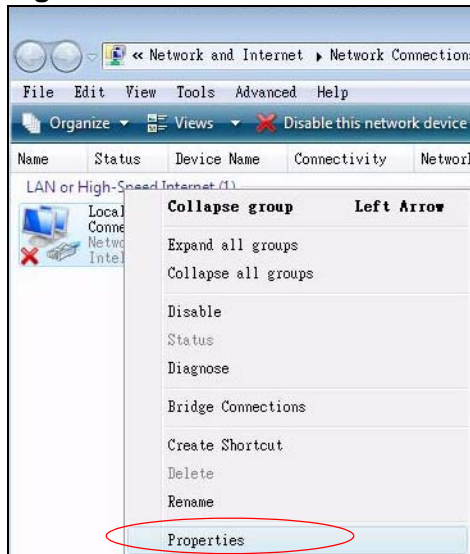 « Network and Internet ▸ Network Connection
File Edit View Tools Advanced Help
Organize Views Disable this network device
Name Status Device Name Connectivity Networ
LAN or High-Speed Internet (1)
Local
Conne
Netwo
Intel
Collapse group Left Arrow
Expand all groups
Collapse all groups
Disable
Status
Diagnose
Bridge Connections
Create Shortcut
Delete
Rename
Properties